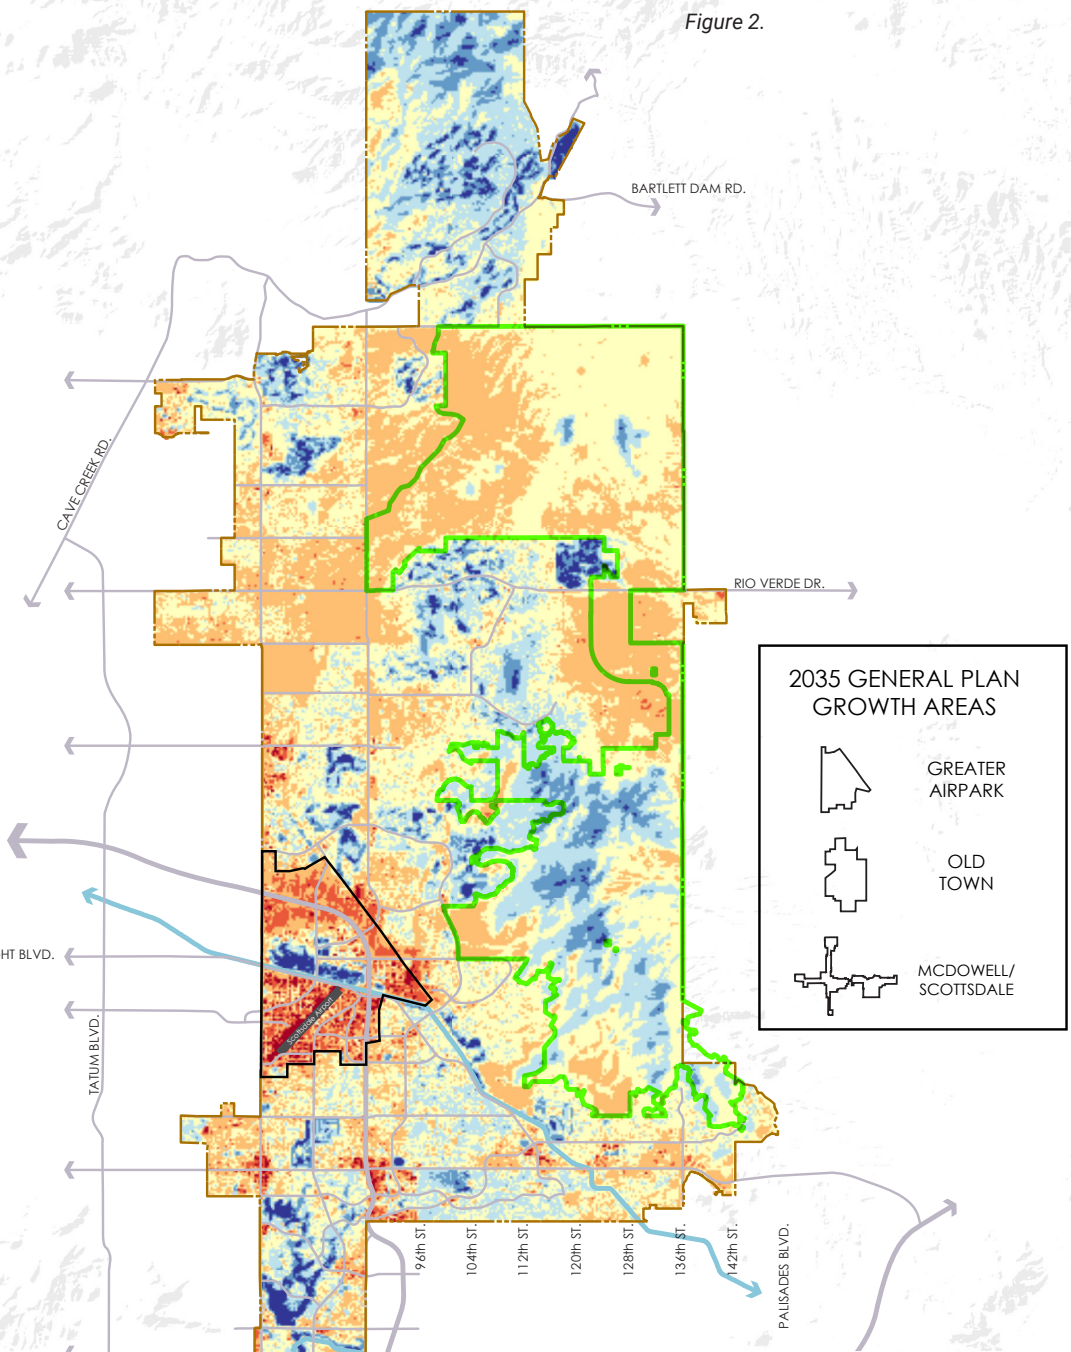 Figure 2.
BARTLETT DAM RD.
CAVE CREEK RD.
RIO VERDE DR.
2035 GENERAL PLAN
GROWTH AREAS
GREATER
AIRPARK
OLD
TOWN
MCDOWELL/
SCOTTSDALE
HT BLVD.
Scottsdale Airport
TATUM BLVD.
96th ST.
104th ST.
112th ST.
120th ST.
128th ST.
136th ST.
142th ST.
PALISADES BLVD.